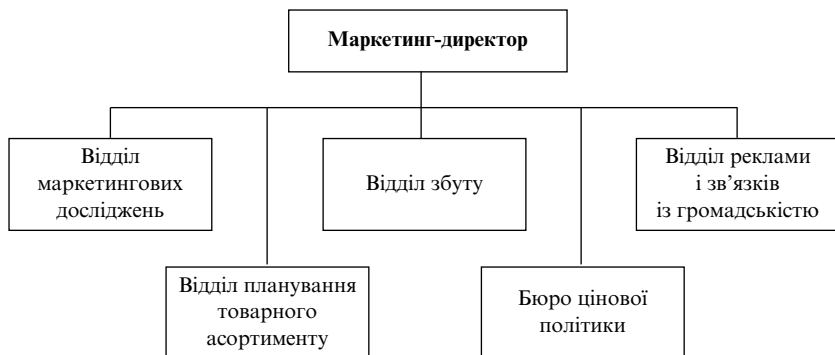 Маркетинг-директор
Відділ
маркетингових
досліджень
Відділ збуту
Відділ реклами
і зв’язків
із громадськістю
Відділ планування
товарного
асортименту
Бюро цінової
політики